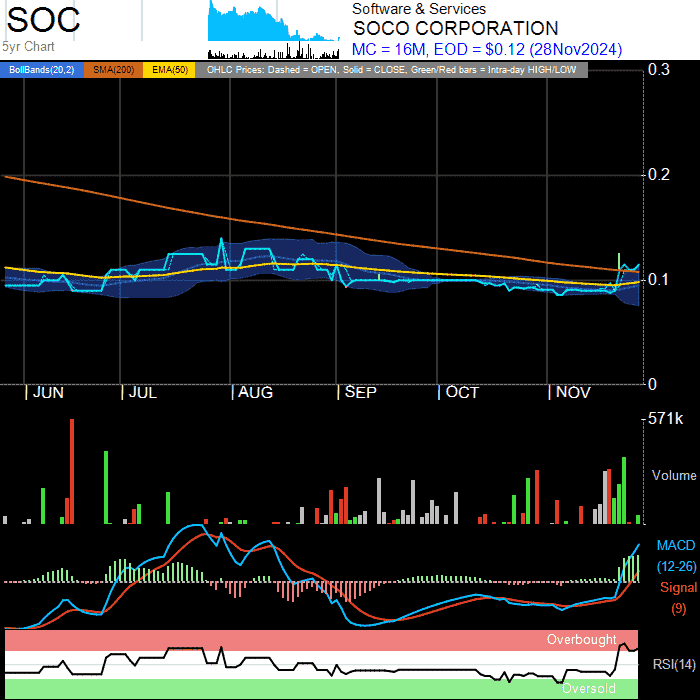 SOC
5yr Chart
Software & Services
SOCO CORPORATION
MC = 16M, EOD = $0.12 (28Nov2024)
BollBands(20,2) SMA(200) EMA(50) OHLC Prices: Dashed = OPEN, Solid = CLOSE, Green/Red bars = Intra-day HIGH/LOW
0.3
0.2
0.1
0
JUN JUL AUG SEP OCT NOV
571k
Volume
MACD
(12-26)
Signal
(9)
Overbought
RSI(14)
Oversold